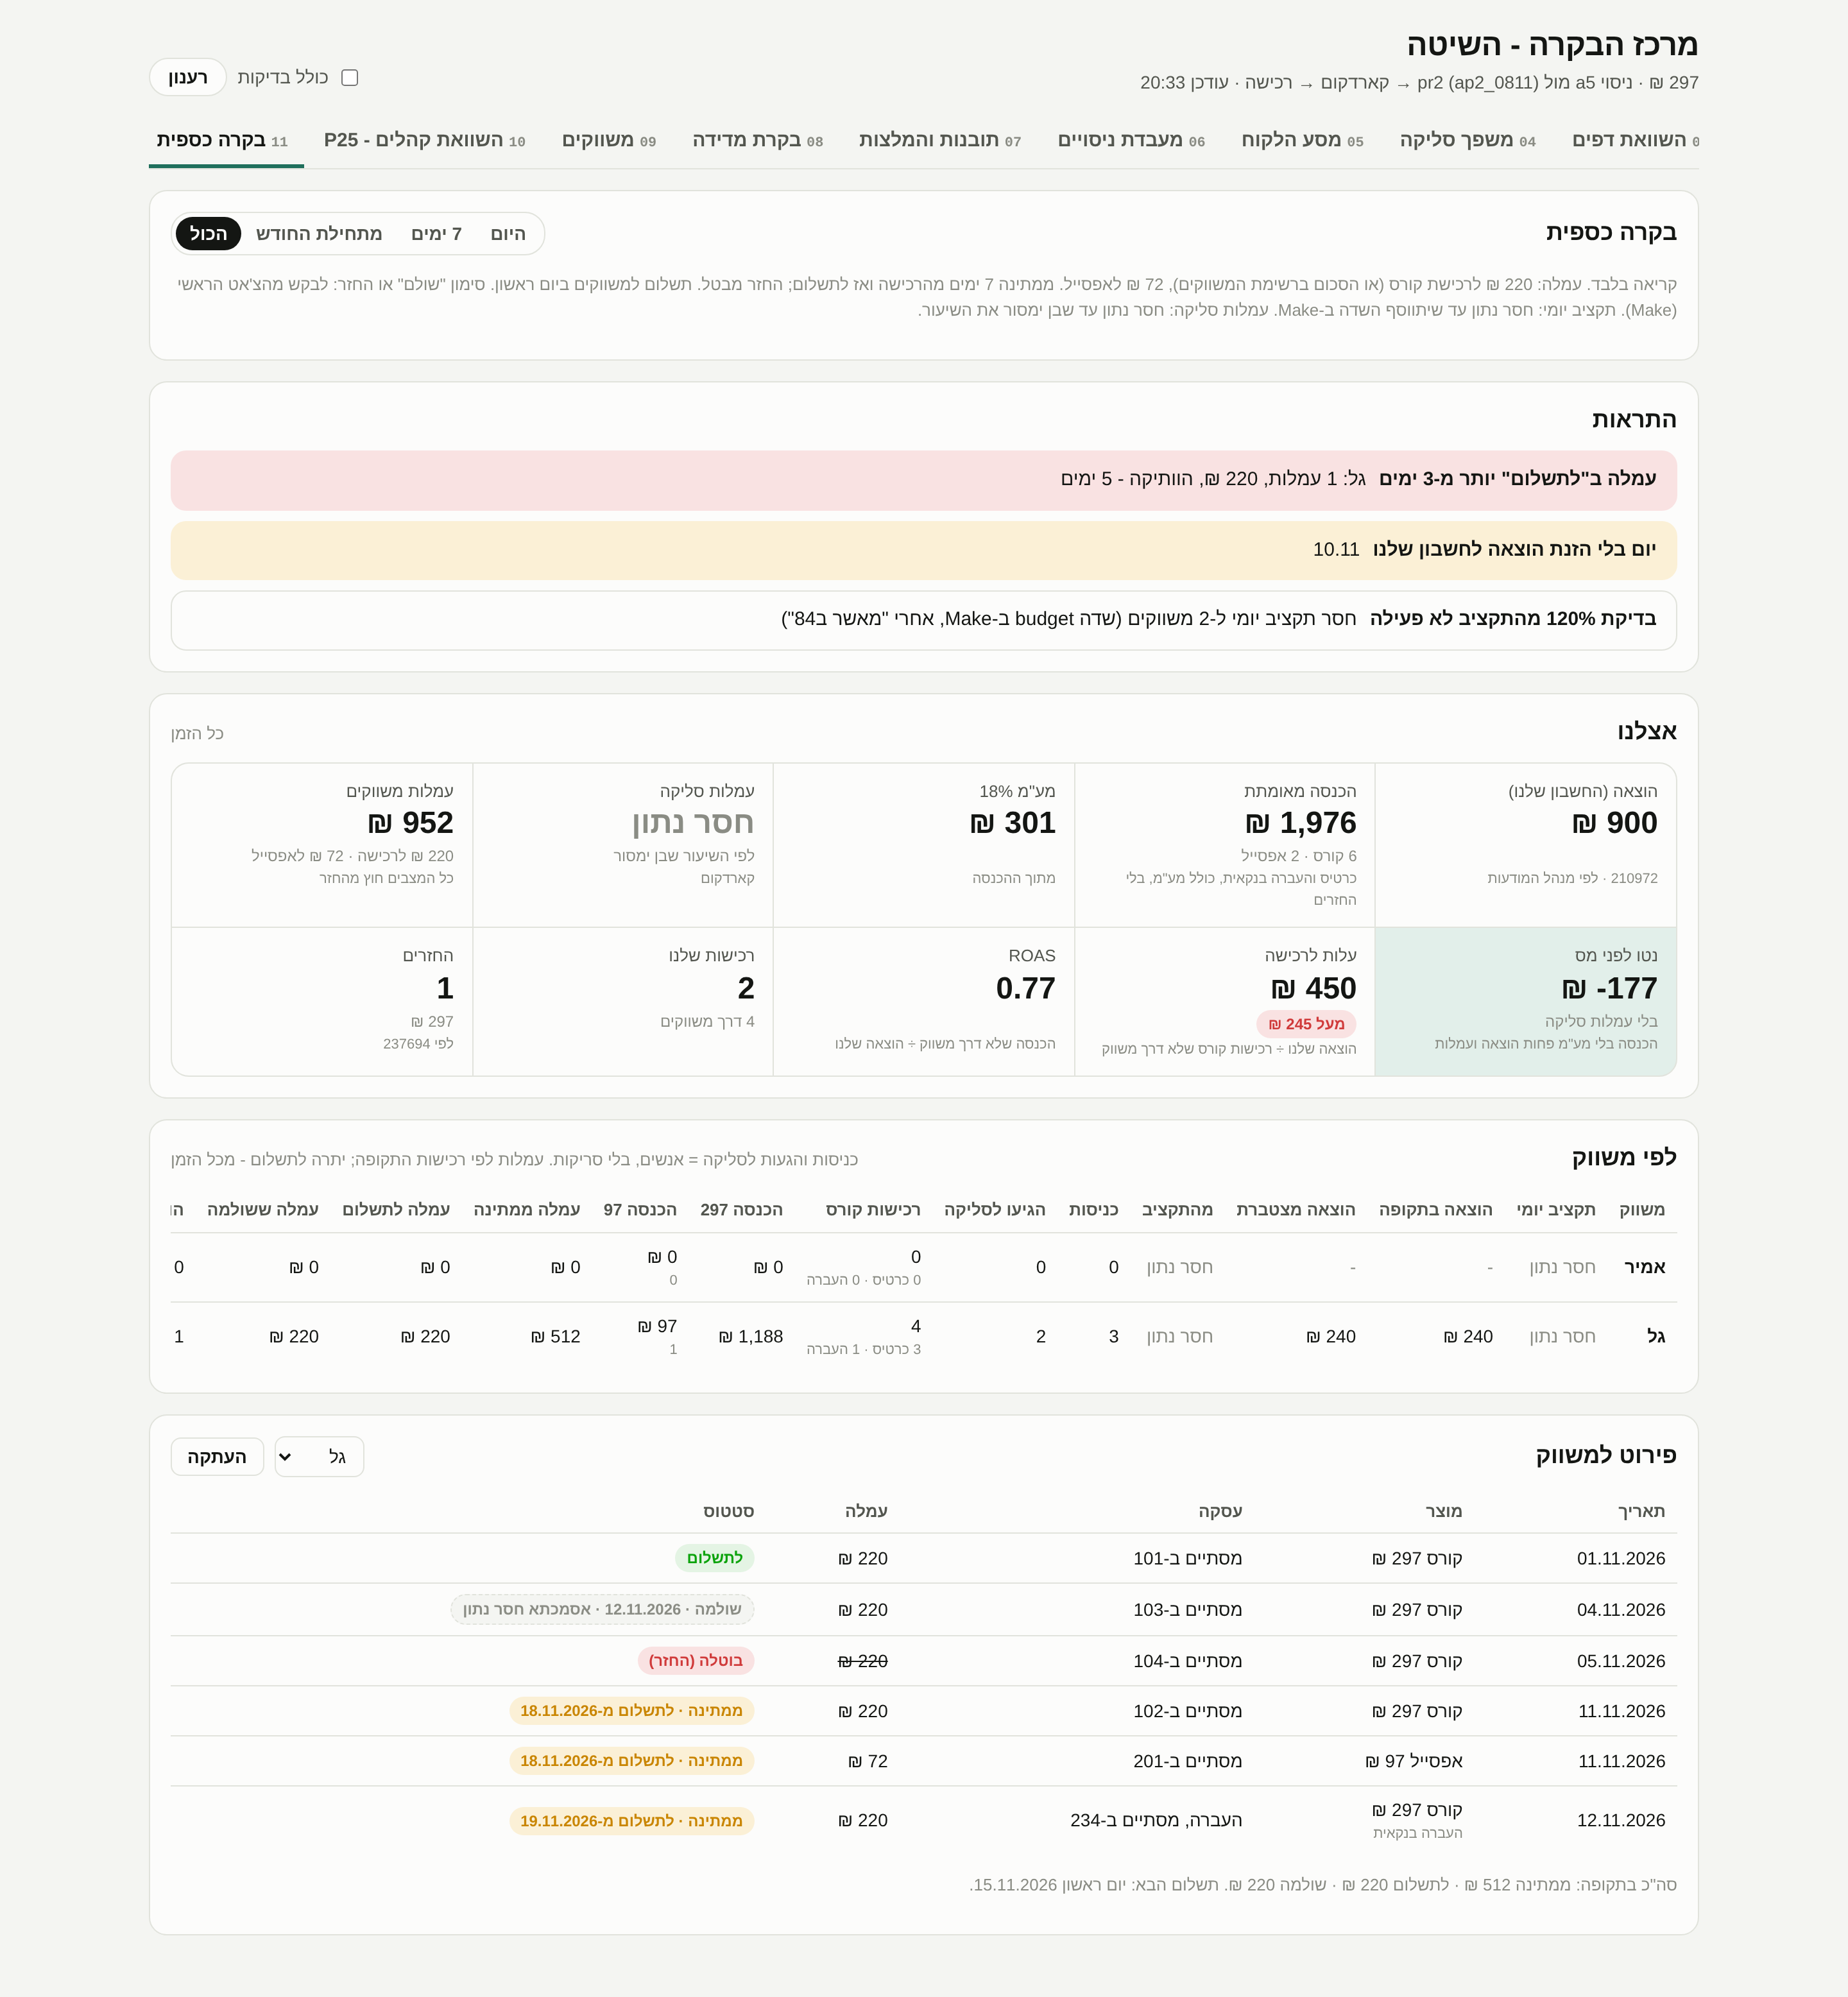 מרכז הבקרה - השיטה
297 ₪ · ניסוי a5 מול pr2 (ap2_0811) → קארדקום → רכישה · עודכן 20:33
כולל בדיקות
רענון
השוואת דפים
04 משפך סליקה
05 מסע הלקוח
06 מעבדת ניסויים
07 תובנות והמלצות
08 בקרת מדידה
09 משווקים
10 השוואת קהלים - P25
11 בקרה כספית
בקרה כספית
היום
7 ימים
מתחילת החודש
הכול
קריאה בלבד. עמלה: 220 ₪ לרכישת קורס (או הסכום ברשימת המשווקים), 72 ₪ לאפסייל. ממתינה 7 ימים מהרכישה ואז לתשלום; החזר מבטל. תשלום למשווקים ביום ראשון. סימון "שולם" או החזר: לבקש מהצ'אט הראשי
(Make). תקציב יומי: חסר נתון עד שיתווסף השדה ב-Make. עמלות סליקה: חסר נתון עד שבן ימסור את השיעור.
התראות
עמלה ב"לתשלום" יותר מ-3 ימים גל: 1 עמלות, 220 ₪, הוותיקה - 5 ימים
יום בלי הזנת הוצאה לחשבון שלנו 10.11
בדיקת 120% מהתקציב לא פעילה חסר תקציב יומי ל-2 משווקים (שדה budget ב-Make, אחרי "מאשר ב84")
אצלנו
כל הזמן
הוצאה (החשבון שלנו)
900 ₪
210972 · לפי מנהל המודעות
הכנסה מאומתת
1,976 ₪
6 קורס · 2 אפסייל
כרטיס והעברה בנקאית, כולל מע"מ, בלי
החזרים
מע"מ 18%
301 ₪
מתוך ההכנסה
עמלות סליקה
חסר נתון
לפי השיעור שבן ימסור
קארדקום
עמלות משווקים
952 ₪
220 ₪ לרכישה · 72 ₪ לאפסייל
כל המצבים חוץ מהחזר
נטו לפני מס
-177 ₪
בלי עמלות סליקה
הכנסה בלי מע"מ פחות הוצאה ועמלות
עלות לרכישה
450 ₪
מעל 245 ₪
הוצאה שלנו ÷ רכישות קורס שלא דרך משווק
ROAS
0.77
הכנסה שלא דרך משווק ÷ הוצאה שלנו
רכישות שלנו
2
4 דרך משווקים
החזרים
1
297 ₪
לפי 237694
לפי משווק
כניסות והגעות לסליקה = אנשים, בלי סריקות. עמלות לפי רכישות התקופה; יתרה לתשלום - מכל הזמן
משווק תקציב יומי הוצאה בתקופה הוצאה מצטברת מהתקציב כניסות הגיעו לסליקה רכישות קורס הכנסה 297 הכנסה 97 עמלה ממתינה עמלה לתשלום עמלה ששולמה
אמיר חסר נתון - - חסר נתון 0 0 0 0 ₪ 0 ₪ 0 ₪ 0 ₪ 0 ₪ 0
0 כרטיס · 0 העברה 0
גל חסר נתון 240 ₪ 240 ₪ חסר נתון 3 2 4 1,188 ₪ 97 ₪ 512 ₪ 220 ₪ 220 ₪ 1
3 כרטיס · 1 העברה 1
פירוט למשווק
גל
העתקה
תאריך מוצר עסקה עמלה סטטוס
01.11.2026 קורס 297 ₪ מסתיים ב-101 220 ₪ לתשלום
04.11.2026 קורס 297 ₪ מסתיים ב-103 220 ₪ שולמה · 12.11.2026 · אסמכתא חסר נתון
05.11.2026 קורס 297 ₪ מסתיים ב-104 220 ₪ בוטלה (החזר)
11.11.2026 קורס 297 ₪ מסתיים ב-102 220 ₪ ממתינה · לתשלום מ-18.11.2026
11.11.2026 אפסייל 97 ₪ מסתיים ב-201 72 ₪ ממתינה · לתשלום מ-18.11.2026
12.11.2026 קורס 297 ₪ העברה, מסתיים ב-234 220 ₪ ממתינה · לתשלום מ-19.11.2026
העברה בנקאית
סה"כ בתקופה: ממתינה 512 ₪ · לתשלום 220 ₪ · שולמה 220 ₪. תשלום הבא: יום ראשון 15.11.2026.